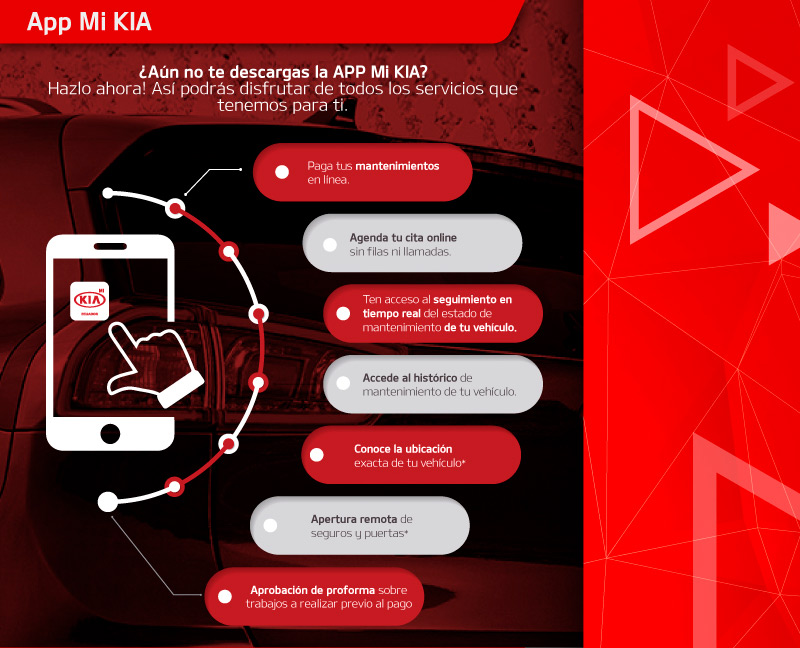 App Mi KIA
¿Aún no te descargas la APP Mi KIA?
Hazlo ahora! Así podrás disfrutar de todos los servicios que
tenemos para ti.
Paga tus mantenimientos
en línea.
Agenda tu cita online
sin filas ni llamadas.
Ten acceso al seguimiento en
tiempo real del estado de
mantenimiento de tu vehículo.
Mi
KIA
ECUADOR
Accede al histórico de
mantenimiento de tu vehículo.
Conoce la ubicación
exacta de tu vehículo*
Apertura remota de
seguros y puertas*
Aprobación de proforma sobre
trabajos a realizar previo al pago